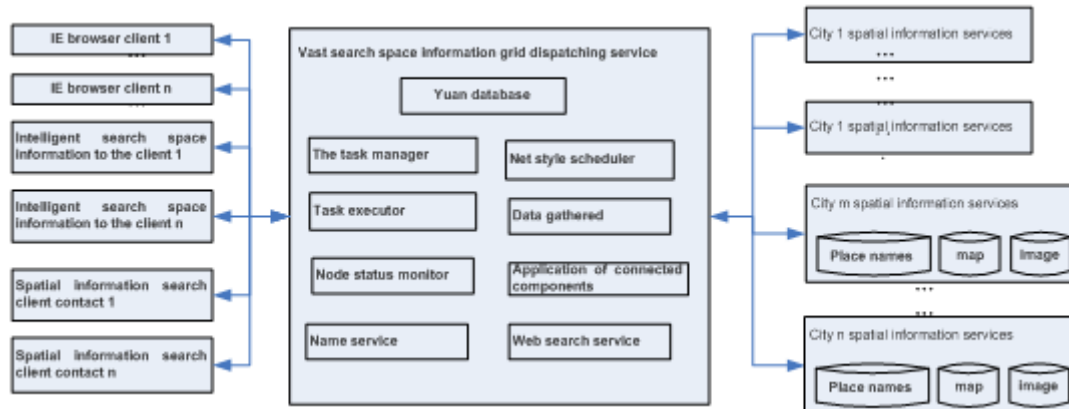 IE browser client 1
...
IE browser client n
...
Intelligent search space
information to the client 1
Intelligent search space
information to the client n
Spatial information search
client contact 1
Spatial information search
client contact n
Vast search space information grid dispatching service
Yuan database
The task manager
Net style scheduler
Task executor
Data gathered
Node status monitor
Application of connected
components
Name service
Web search service
City 1 spatial information services
...
...
...
City 1 spatial information services
City m spatial information services
Place names
map
image
...
...
City n spatial information services
Place names
map
image